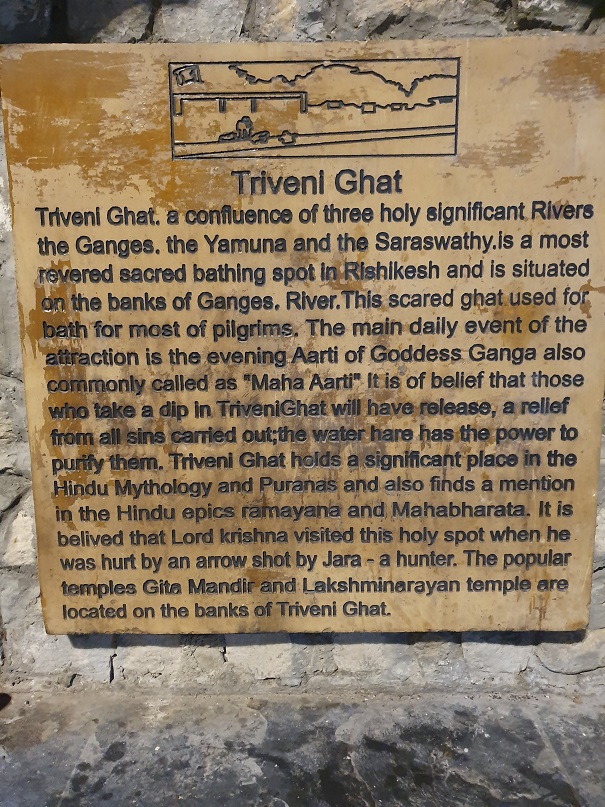 Triveni Ghat
Triveni Ghat. a confluence of three holy significant Rivers
the Ganges. the Yamuna and the Saraswathy.is a most
revered sacred bathing spot in Rishikesh and is situated
on the banks of Ganges. River.This scared ghat used for
bath for most of pilgrims. The main daily event of the
attraction is the evening Aarti of Goddess Ganga also
commonly called as "Maha Aarti" It is of belief that those
who take a dip in TriveniGhat will have release, a relief
from all sins carried out;the water hare has the power to
purify them. Triveni Ghat holds a significant place in the
Hindu Mythology and Puranas and also finds a mention
in the Hindu epics ramayana and Mahabharata. It is
belived that Lord krishna visited this holy spot when he
was hurt by an arrow shot by Jara - a hunter. The popular
temples Gita Mandir and Lakshminarayan temple are
located on the banks of Triveni Ghat.